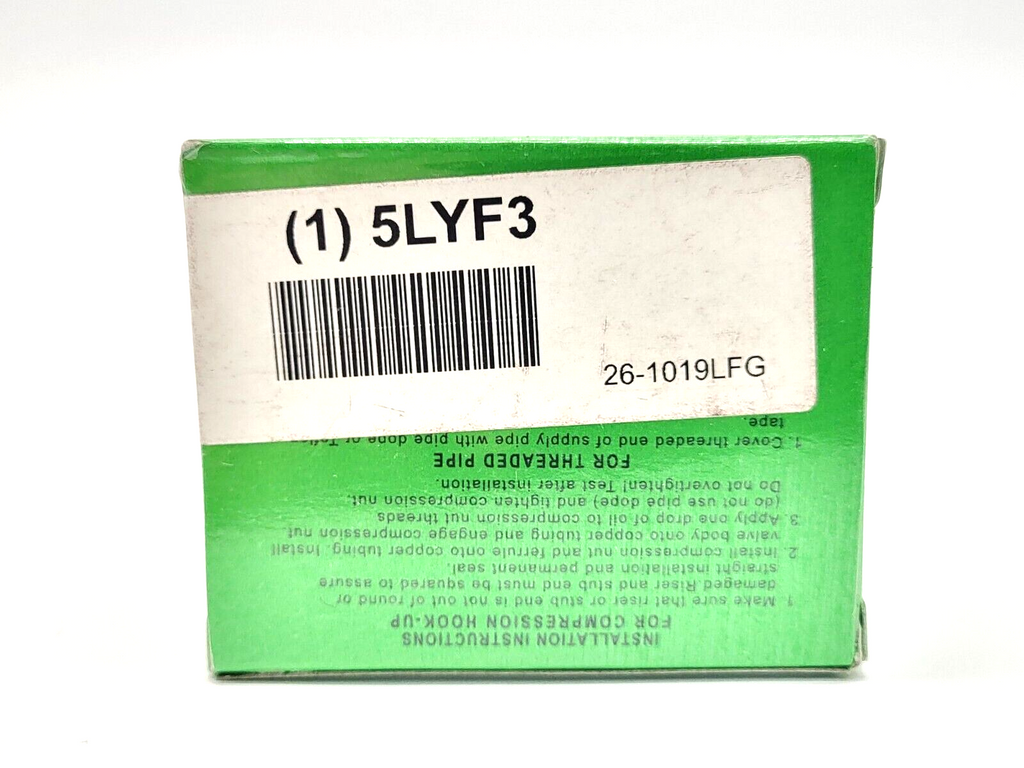 (1) 5LYF3
26-1019LFG
INSTALLATION INSTRUCTIONS
FOR COMPRESSION HOOK-UP
1. Make sure that riser or stub end is not out of round or
damaged Riser and stub end must be squared to assure
straight installation and permanent seal.
2. Install compression nut and ferrule onto copper tubing. Install
valve body onto copper tubing and engage compression nut
3. Apply one drop of oil to compression nut threads
(do not use pipe dope) and tighten compression nut.
Do not overtighten! Test after installation.
FOR THREADED PIPE
1. Cover threaded end of supply pipe with pipe dope or Teflon
tape.